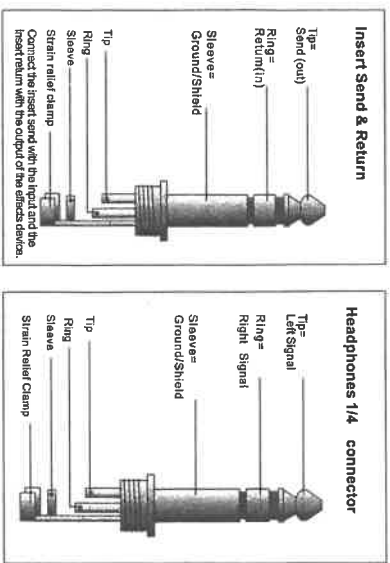 Insert Send & Return
Tip=
Send (out)
Ring=
Return(in)
Sleeve=
Ground/Shield
Tip
Ring
Sleeve
Strain relief clamp
Connect the insert send with the input and the
insert return with the output of the effects device.
Headphones 1/4 connector
Tip=
Left Signal
Ring=
Right Signal
Sleeve=
Ground/Shield
Tip
Ring
Sleeve
Strain Relief Clamp